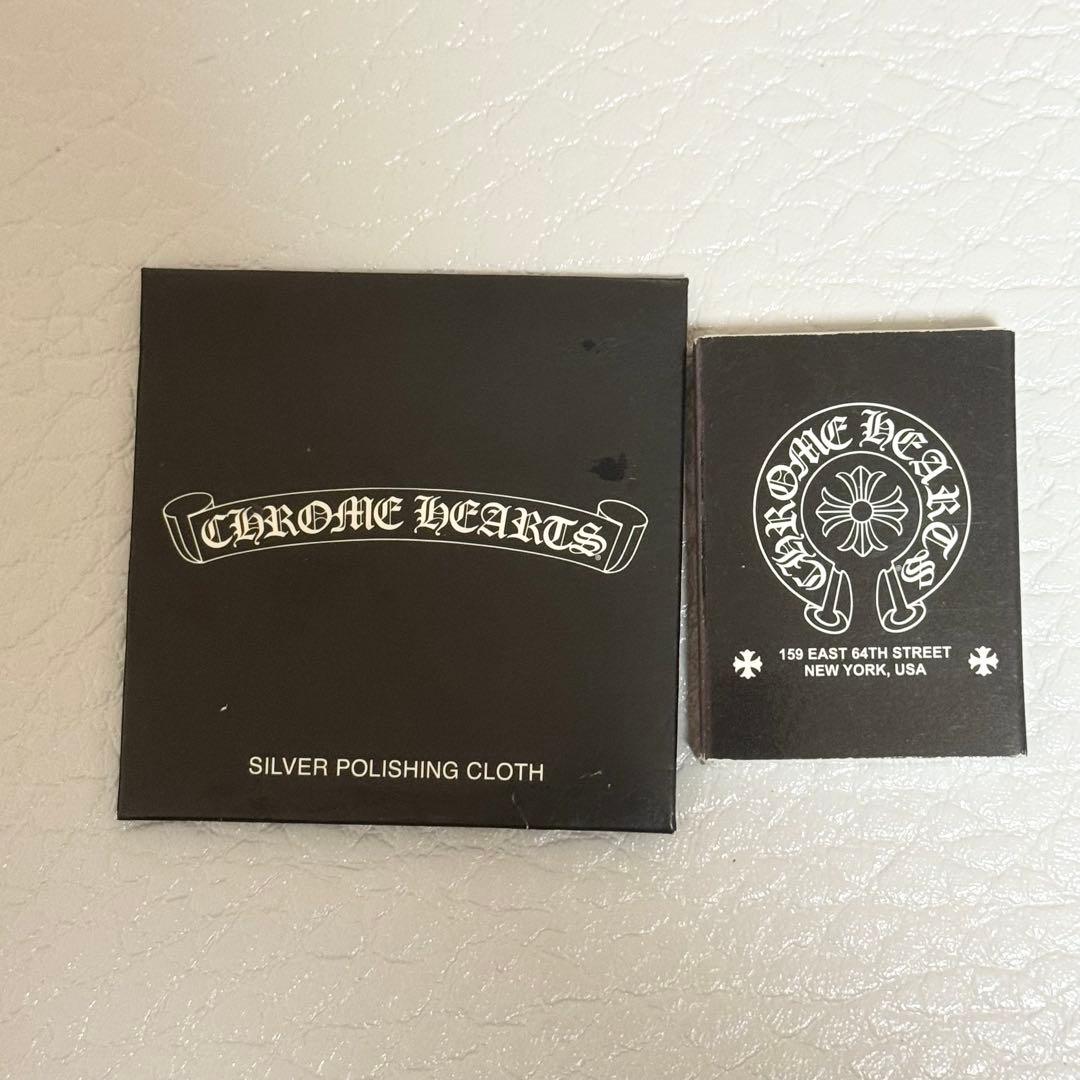 CHROME HEARTS®
SILVER POLISHING CLOTH
CHROME HEARTS®
159 EAST 64TH STREET
NEW YORK, USA